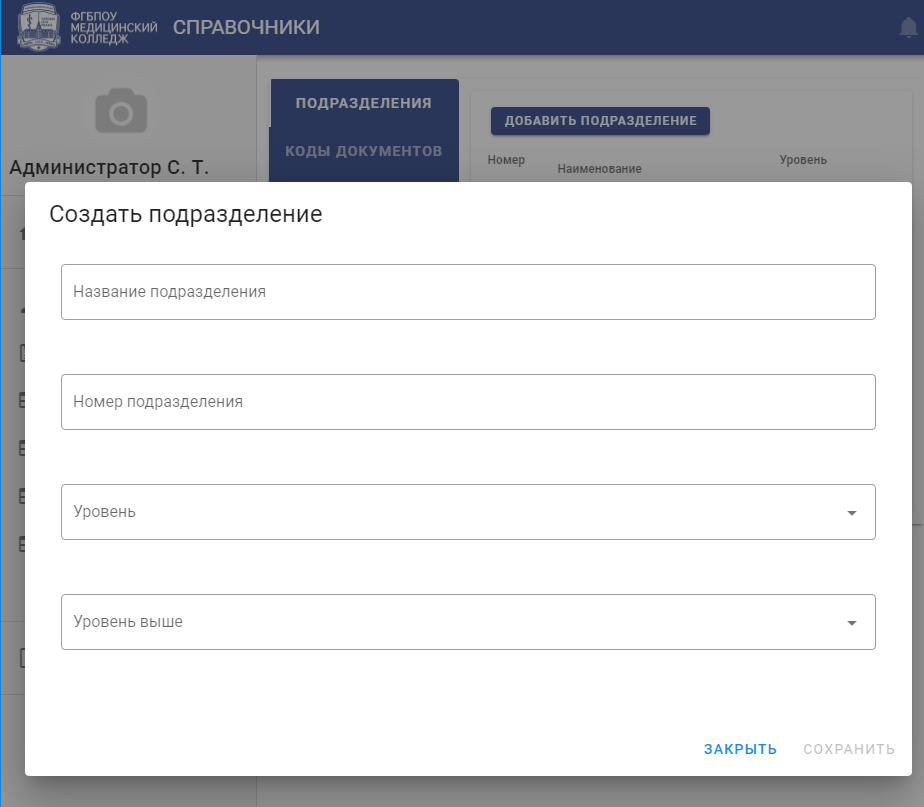 ФГБПОУ
МЕДИЦИНСКИЙ
КОЛЛЕДЖ
СПРАВОЧНИКИ
Администратор С. Т.
ПОДРАЗДЕЛЕНИЯ
КОДЫ ДОКУМЕНТОВ
ДОБАВИТЬ ПОДРАЗДЕЛЕНИЕ
Номер
Наименование
Уровень
Создать подразделение
Название подразделения
Номер подразделения
Уровень
Уровень выше
ЗАКРЫТЬ
СОХРАНИТЬ